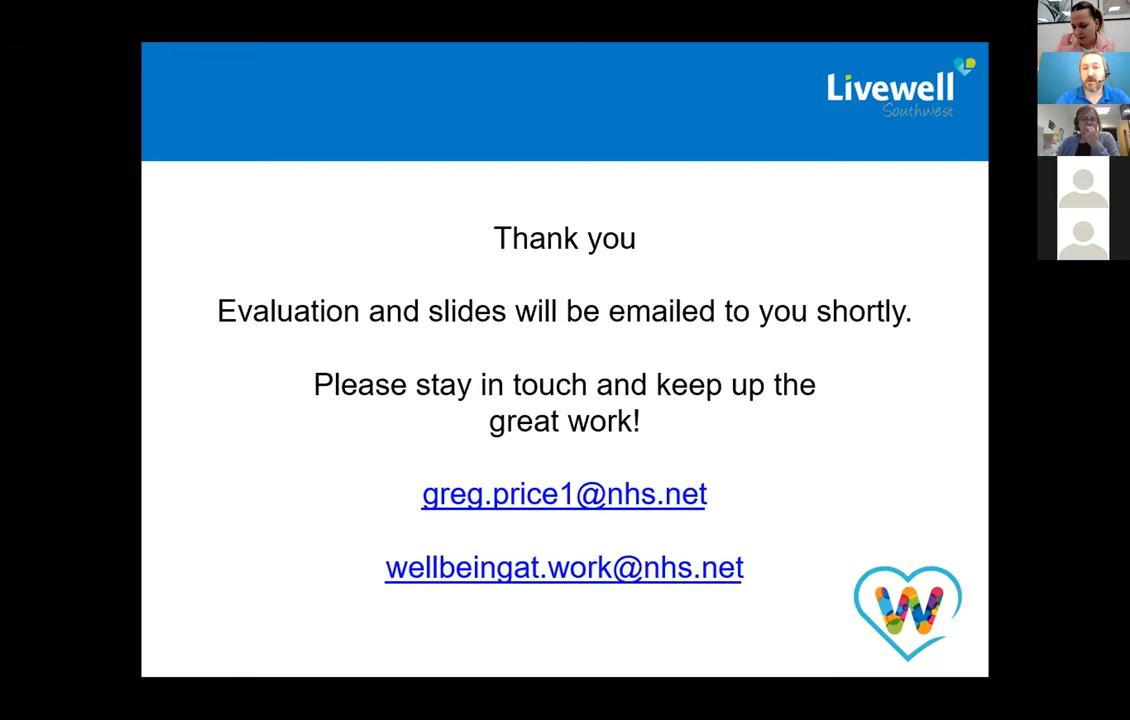 Livewell
Southwest
Thank you
Evaluation and slides will be emailed to you shortly.
Please stay in touch and keep up the
great work!
greg.price1@nhs.net
wellbeingat.work@nhs.net
W